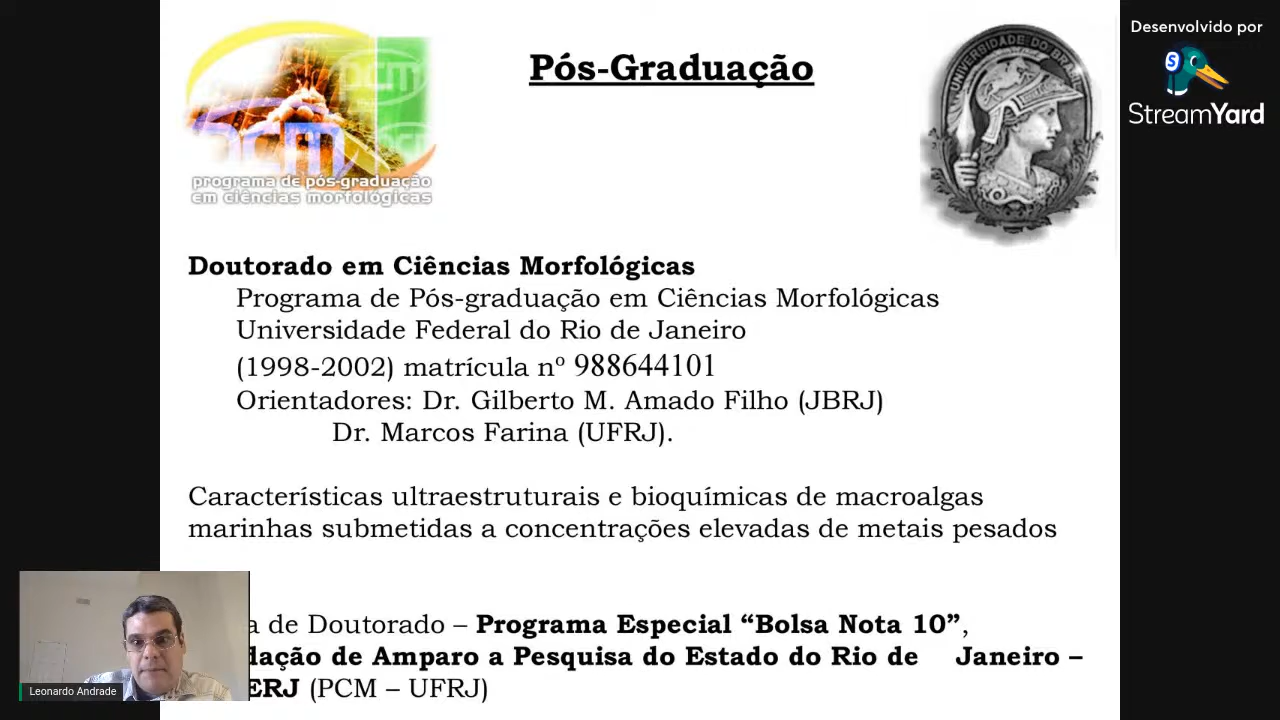 Desenvolvido por
StreamYard
Pós-Graduação
UNIVERSIDADE DO BRASIL
pcm
programa de pós-graduação
em ciências morfológicas
Doutorado em Ciências Morfológicas
Programa de Pós-graduação em Ciências Morfológicas
Universidade Federal do Rio de Janeiro
(1998-2002) matrícula nº 988644101
Orientadores: Dr. Gilberto M. Amado Filho (JBRJ)
Dr. Marcos Farina (UFRJ).
Características ultraestruturais e bioquímicas de macroalgas
marinhas submetidas a concentrações elevadas de metais pesados
a de Doutorado – Programa Especial “Bolsa Nota 10”,
dação de Amparo a Pesquisa do Estado do Rio de Janeiro –
ERJ (PCM – UFRJ)
Leonardo Andrade